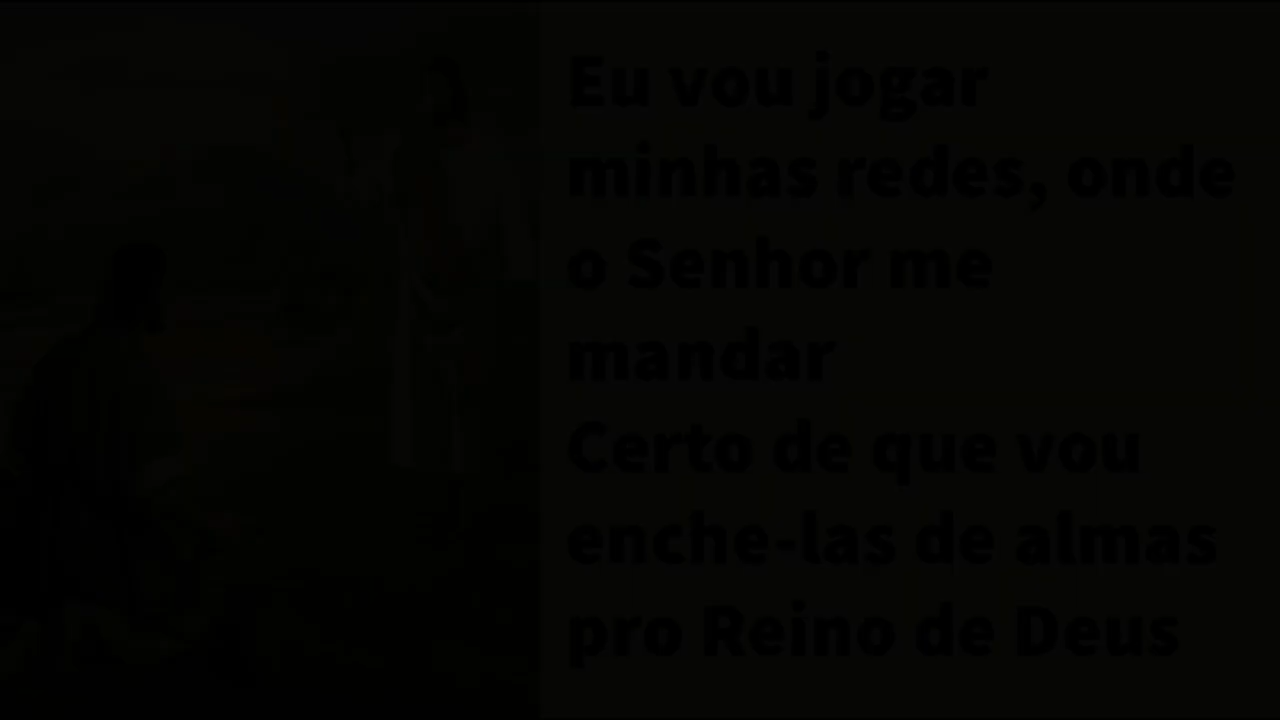 Eu vou jogar
minhas redes, onde
o Senhor me
mandar
Certo de que vou
enche-las de almas
pro Reino de Deus